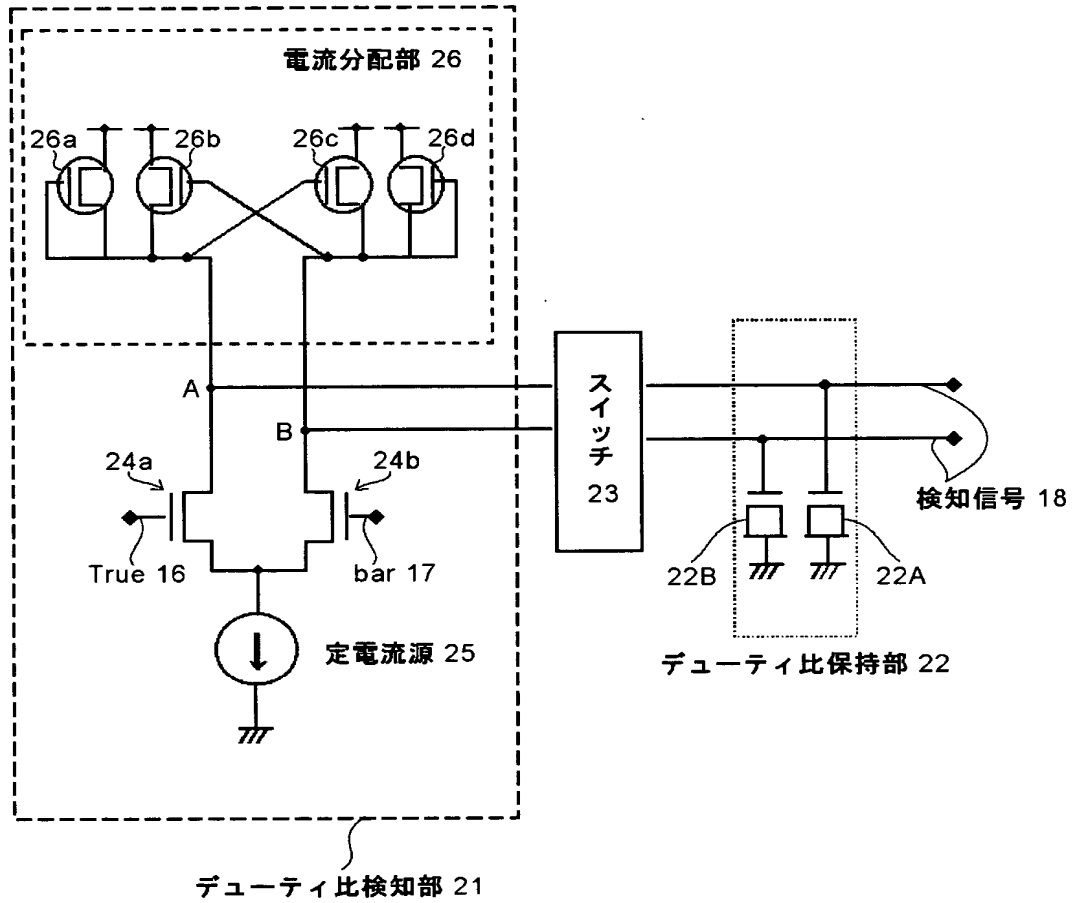 電流分配部 26
26a
26b
26c
26d
A
B
スイッチ 23
24a
24b
True 16
bar 17
検知信号 18
22B
22A
定電流源 25
デューティ比保持部 22
デューティ比検知部 21